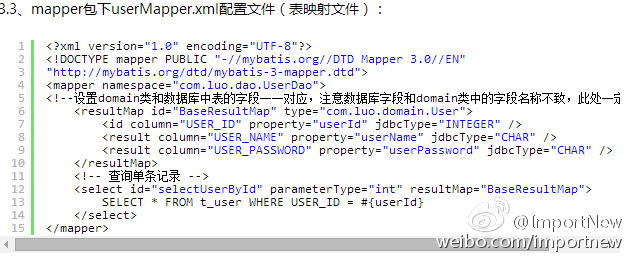 3.3、mapper包下userMapper.xml配置文件（表映射文件）：
1 <?xml version="1.0" encoding="UTF-8"?>
2 <!DOCTYPE mapper PUBLIC "-//mybatis.org//DTD Mapper 3.0//EN"
3 "http://mybatis.org/dtd/mybatis-3-mapper.dtd">
4 <mapper namespace="com.luo.dao.UserDao">
5 <!--设置domain类和数据库中表的字段一一对应，注意数据库字段和domain类中的字段名称不致，此处一定
6 <resultMap id="BaseResultMap" type="com.luo.domain.User">
7 <id column="USER_ID" property="userId" jdbcType="INTEGER" />
8 <result column="USER_NAME" property="userName" jdbcType="CHAR" />
9 <result column="USER_PASSWORD" property="userPassword" jdbcType="CHAR" />
10 </resultMap>
11 <!-- 查询单条记录 -->
12 <select id="selectUserById" parameterType="int" resultMap="BaseResultMap">
13 SELECT * FROM t_user WHERE USER_ID = #{userId}
14 </select>
15 </mapper>
@ImportNew
weibo.com/importnew